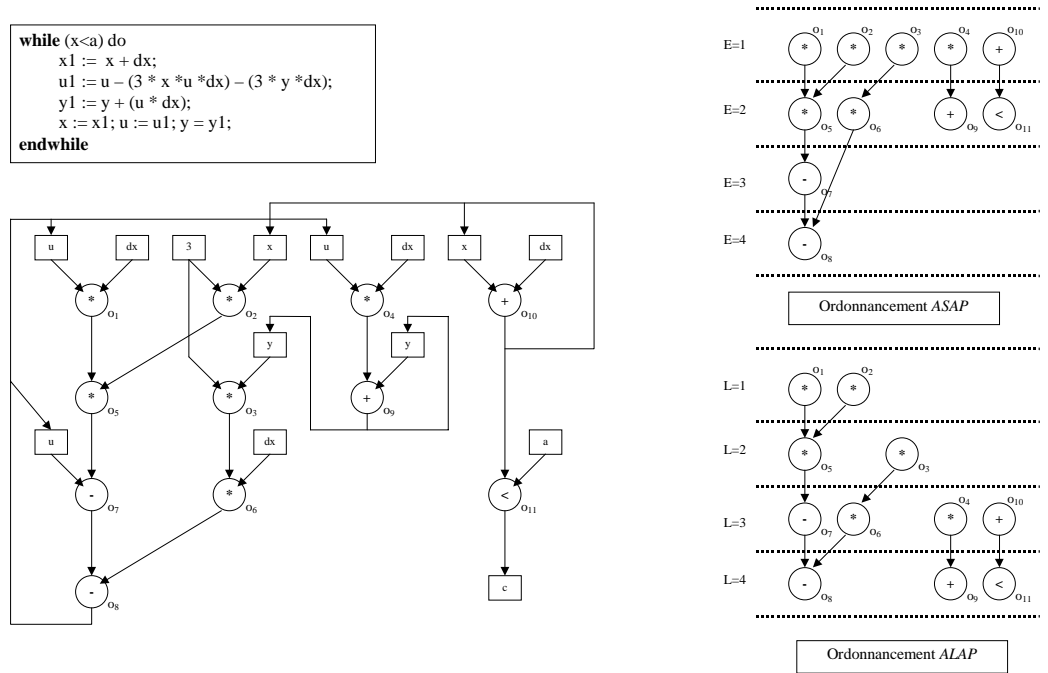 while (x<a) do
x1 := x + dx;
u1 := u – (3 * x *u *dx) – (3 * y *dx);
y1 := y + (u * dx);
x := x1; u := u1; y = y1;
endwhile
u dx 3 x u dx x dx
* * * +
o1 o2 o4 o10
y y
* * +
o5 o3 o9
u dx a
- * <
o7 o6 o11
- c
o8
o1 o2 o3 o4 o10
E=1 * * * * +
E=2 * * + <
o5 o6 o9 o11
E=3 -
o7
E=4 -
o8
Ordonnancement ASAP
o1 o2
L=1 * *
L=2 * *
o5 o3
o4 o10
L=3 - * * +
o7 o6
L=4 - + <
o8 o9 o11
Ordonnancement ALAP